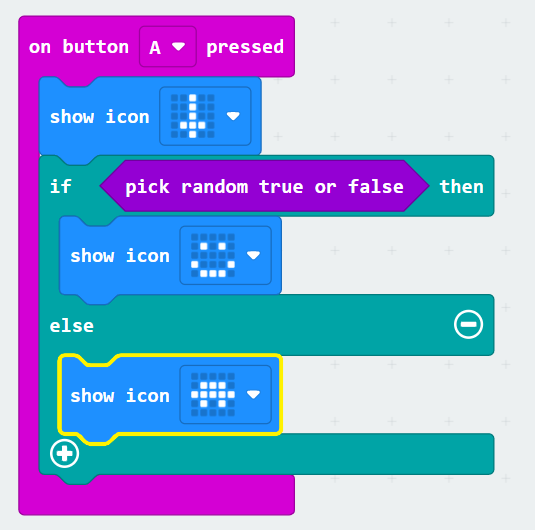 on button A pressed
show icon
if pick random true or false then
show icon
else
show icon